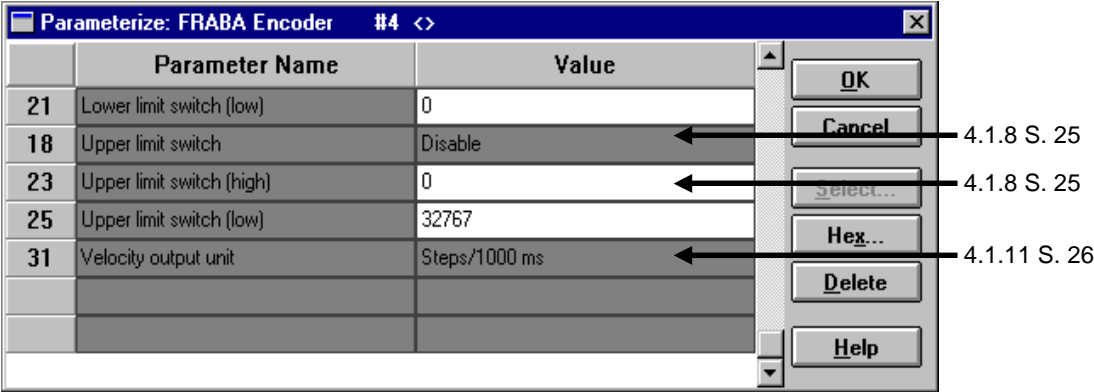 Parameterize: FRABA Encoder #4 <>
Parameter Name Value
21 Lower limit switch (low) 0
18 Upper limit switch Disable
23 Upper limit switch (high) 0
25 Upper limit switch (low) 32767
31 Velocity output unit Steps/1000 ms
OK
Cancel
Select...
Hex...
Delete
Help
4.1.8 S. 25
4.1.8 S. 25
4.1.11 S. 26